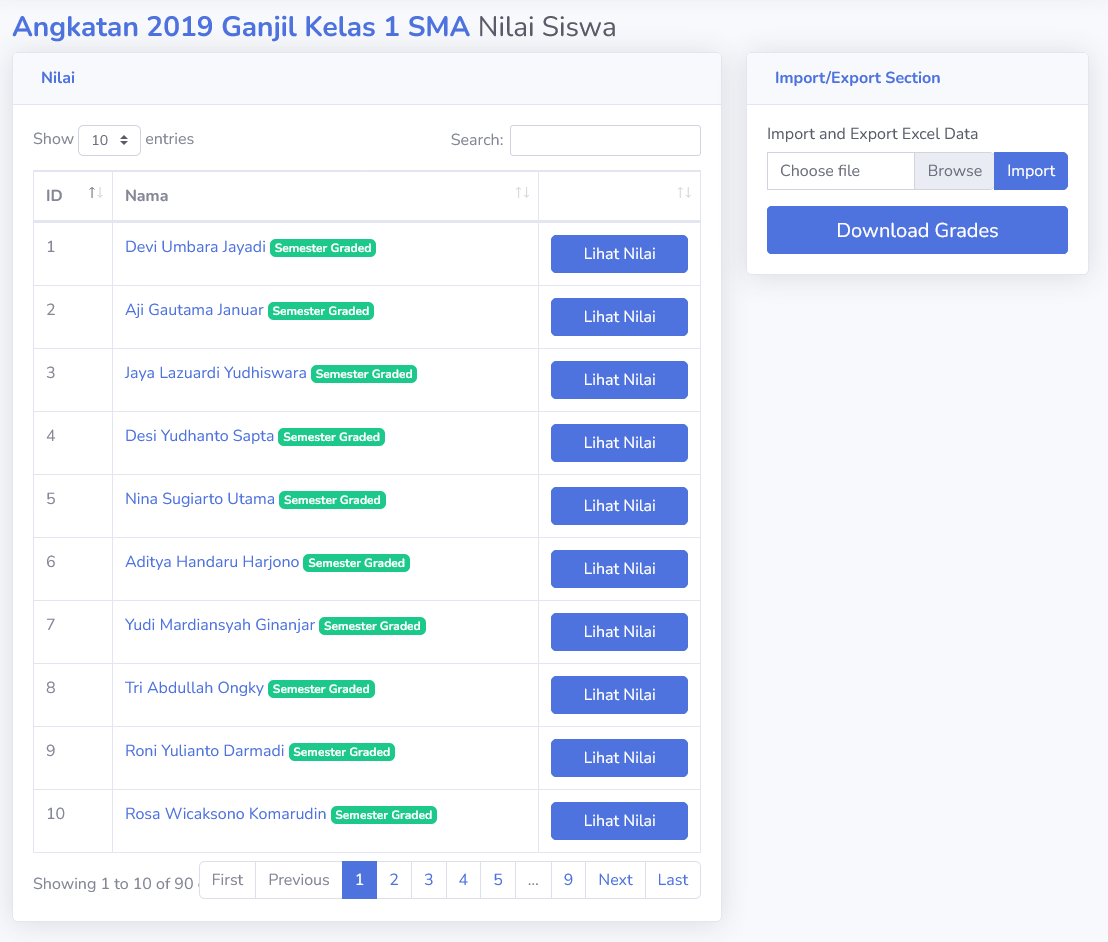 Angkatan 2019 Ganjil Kelas 1 SMA Nilai Siswa
Nilai
Show 10 entries
Search:
ID Nama
1 Devi Umbara Jayadi Semester Graded Lihat Nilai
2 Aji Gautama Januar Semester Graded Lihat Nilai
3 Jaya Lazuardi Yudhiswara Semester Graded Lihat Nilai
4 Desi Yudhanto Sapta Semester Graded Lihat Nilai
5 Nina Sugiarto Utama Semester Graded Lihat Nilai
6 Aditya Handaru Harjono Semester Graded Lihat Nilai
7 Yudi Mardiansyah Ginanjar Semester Graded Lihat Nilai
8 Tri Abdullah Ongky Semester Graded Lihat Nilai
9 Roni Yulianto Darmadi Semester Graded Lihat Nilai
10 Rosa Wicaksono Komarudin Semester Graded Lihat Nilai
Showing 1 to 10 of 90
First Previous 1 2 3 4 5 ... 9 Next Last
Import/Export Section
Import and Export Excel Data
Choose file Browse Import
Download Grades